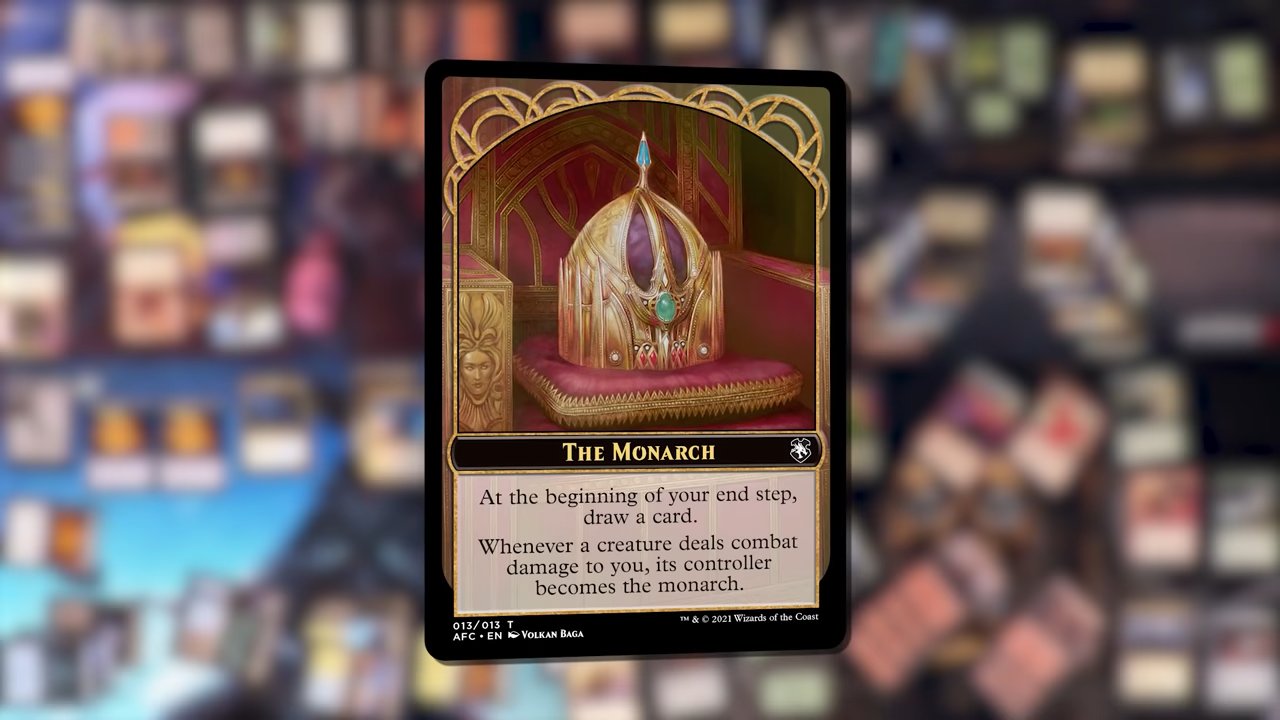 The Monarch
At the beginning of your end step,
draw a card.
Whenever a creature deals combat
damage to you, its controller
becomes the monarch.
013/013 T
AFC • EN Volkan Baga
™ & © 2021 Wizards of the Coast